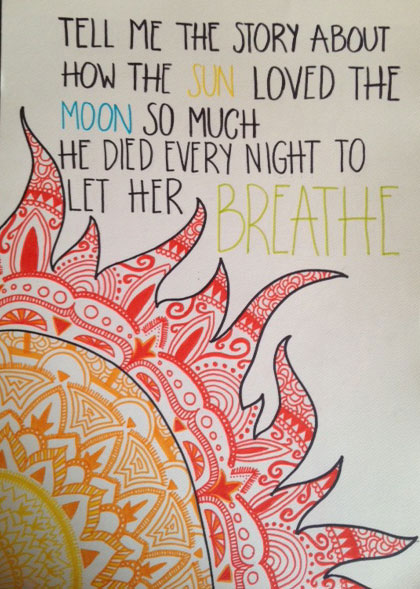 TELL ME THE STORY ABOUT
HOW THE SUN LOVED THE
MOON SO MUCH
HE DIED EVERY NIGHT TO
LET HER BREATHE